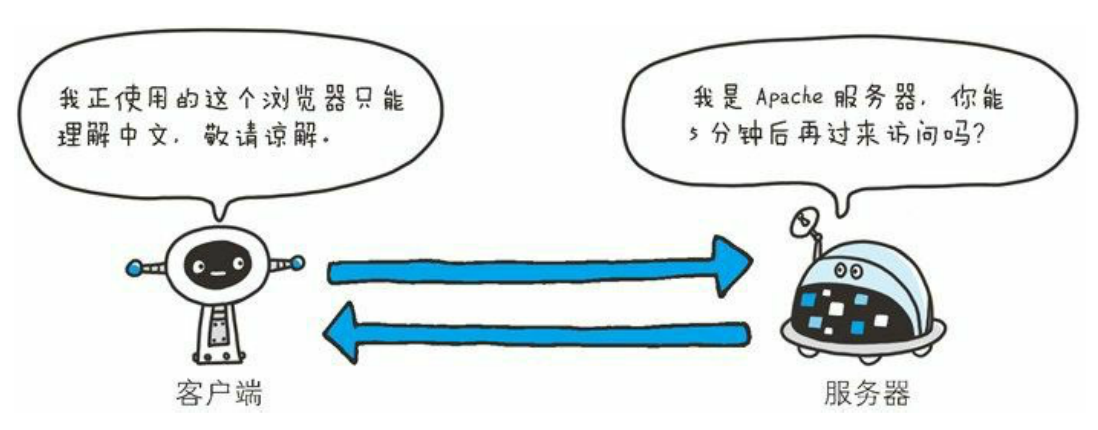 我正使用的这个浏览器只能
理解中文，敬请谅解。
我是 Apache 服务器，你能
5 分钟后再过来访问吗？
客户端
服务器